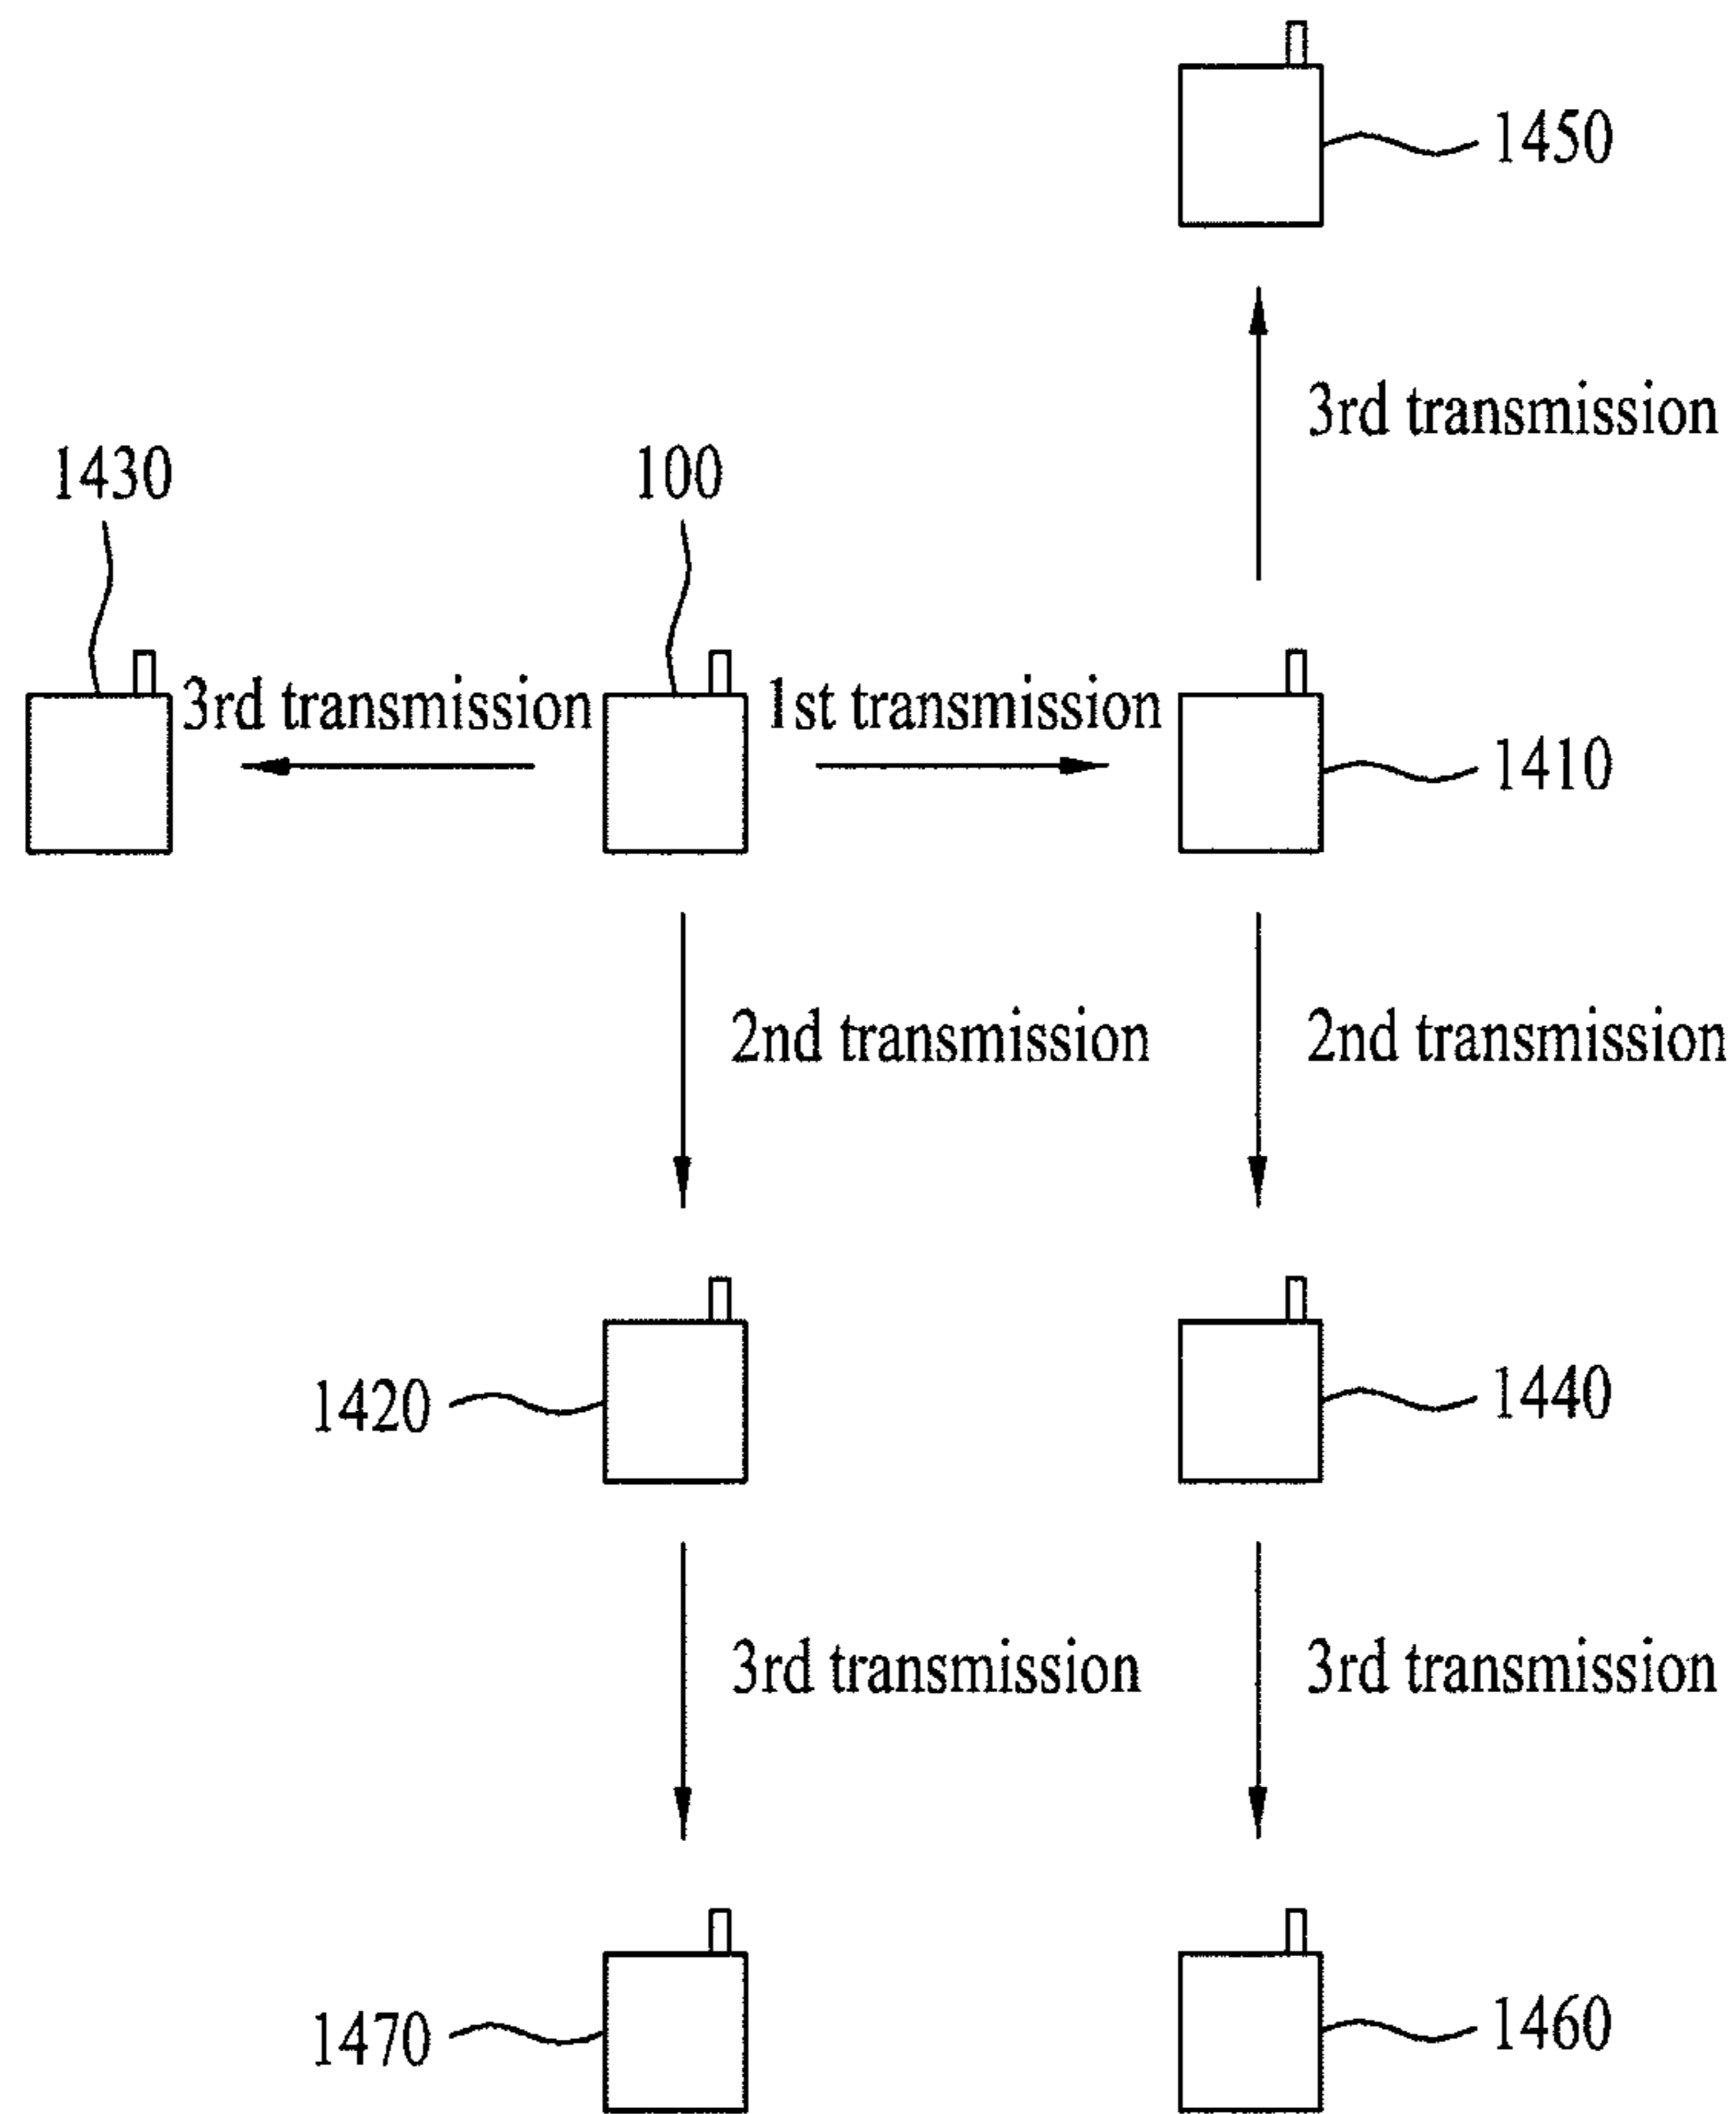 1450
3rd transmission
1430
100
3rd transmission
1st transmission
1410
2nd transmission
2nd transmission
1420
1440
3rd transmission
3rd transmission
1470
1460